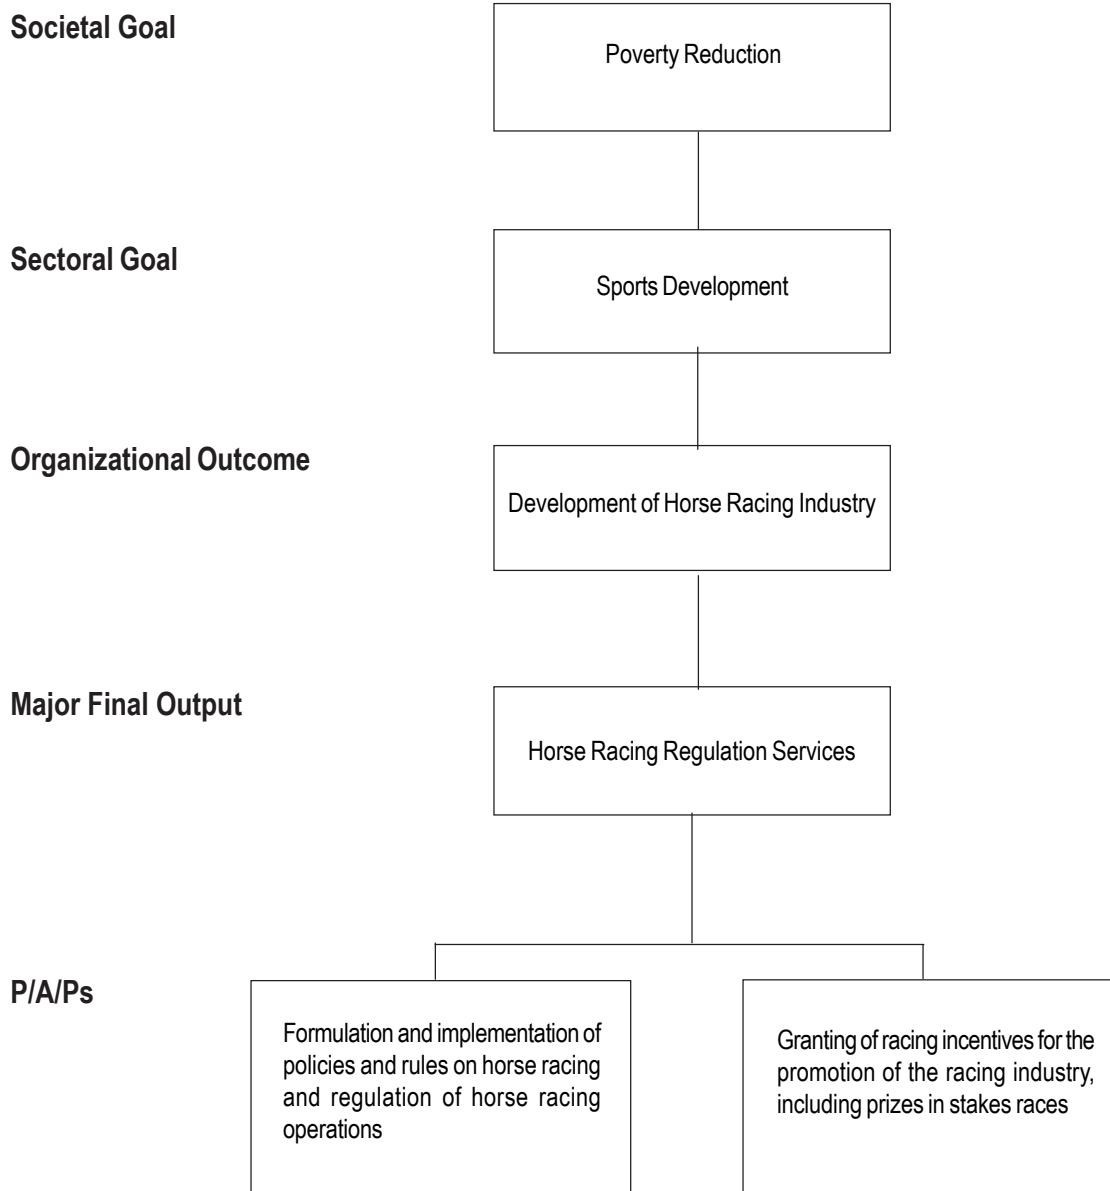 Societal Goal
Poverty Reduction
Sectoral Goal
Sports Development
Organizational Outcome
Development of Horse Racing Industry
Major Final Output
Horse Racing Regulation Services
P/A/Ps
Formulation and implementation of
policies and rules on horse racing
and regulation of horse racing
operations
Granting of racing incentives for the
promotion of the racing industry,
including prizes in stakes races